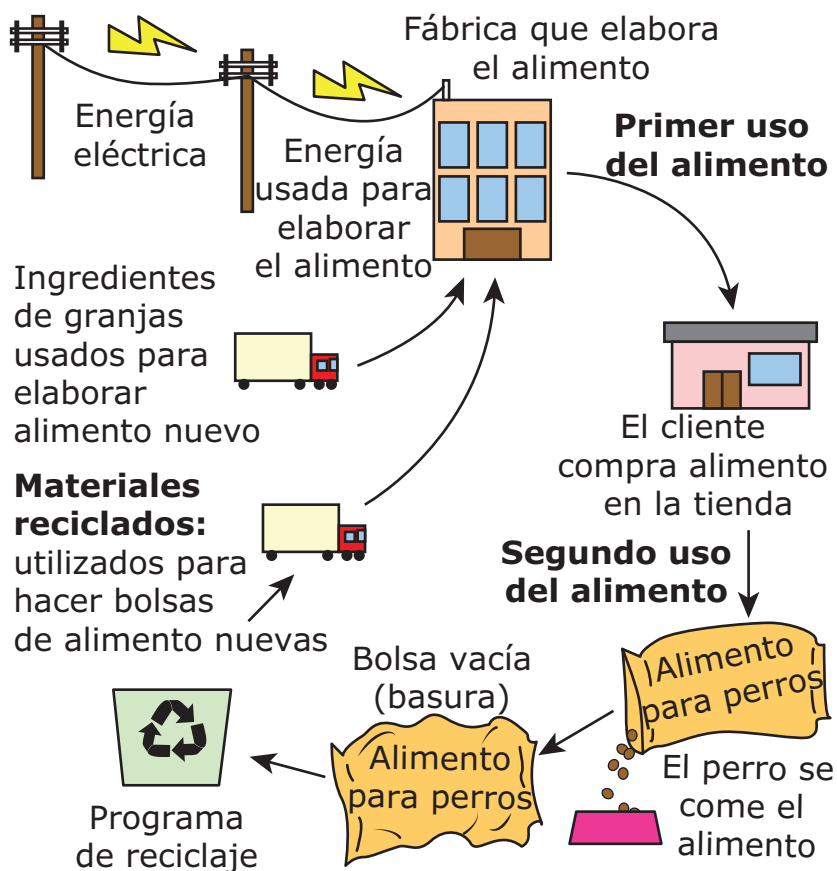 Energía
eléctrica
Energía
usada para
elaborar
el alimento
Fábrica que elabora
el alimento
Primer uso
del alimento
Ingredientes
de granjas
usados para
elaborar
alimento nuevo
El cliente
compra alimento
en la tienda
Materiales
reciclados:
utilizados para
hacer bolsas
de alimento nuevas
Segundo uso
del alimento
Alimento
para perros
El perro se
come el
alimento
Bolsa vacía
(basura)
Alimento
para perros
Programa
de reciclaje